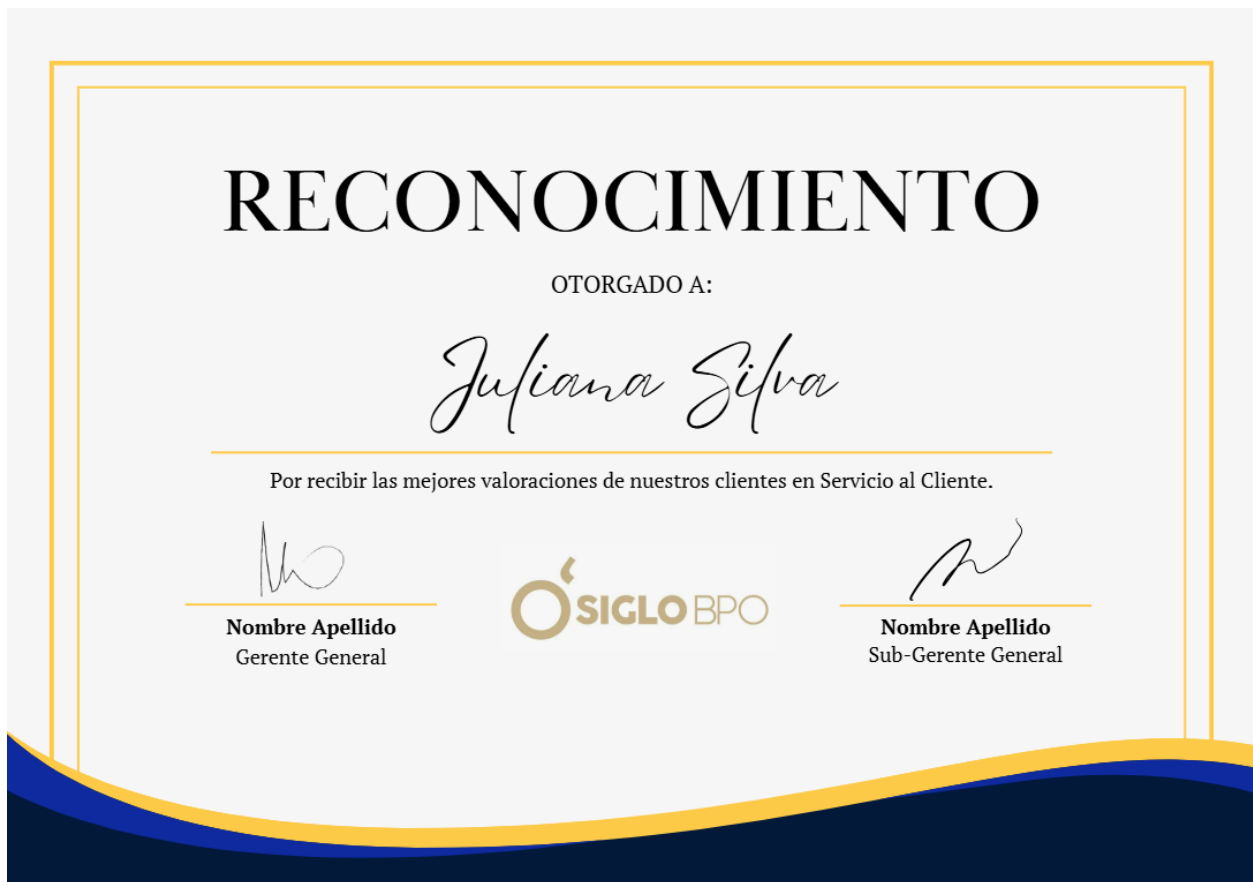 RECONOCIMIENTO
OTORGADO A:
Juliana Silva
Por recibir las mejores valoraciones de nuestros clientes en Servicio al Cliente.
Ó SIGLO BPO
Nombre Apellido
Gerente General
Nombre Apellido
Sub-Gerente General